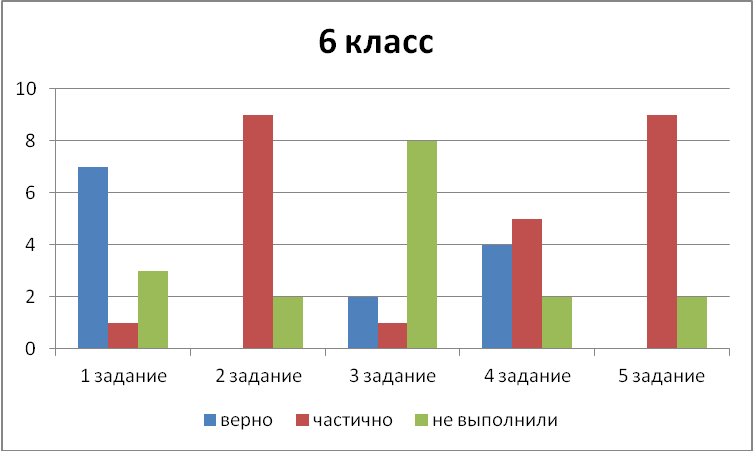 6 класс
10
8
6
4
2
0
1 задание 2 задание 3 задание 4 задание 5 задание
верно частично не выполнили